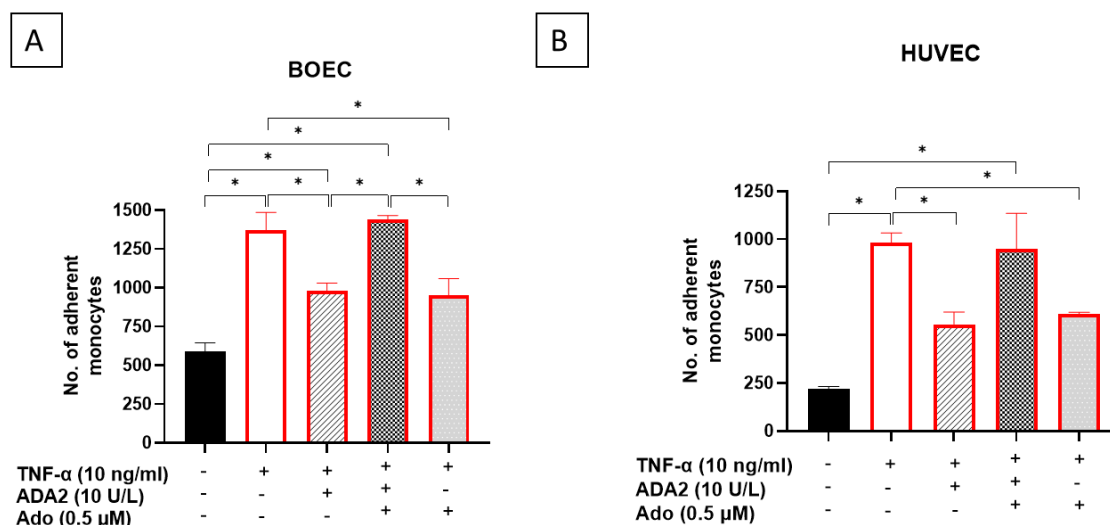 A
BOEC
*
*
*
* * * *
No. of adherent
monocytes
1500
1250
1000
750
500
250
0
TNF-α (10 ng/ml) - + + + +
ADA2 (10 U/L) - - + + -
Ado (0.5 µM) - - - + +
B
HUVEC
*
*
* *
No. of adherent
monocytes
1250
1000
750
500
250
0
TNF-α (10 ng/ml) - + + + +
ADA2 (10 U/L) - - + + -
Ado (0.5 µM) - - - + +